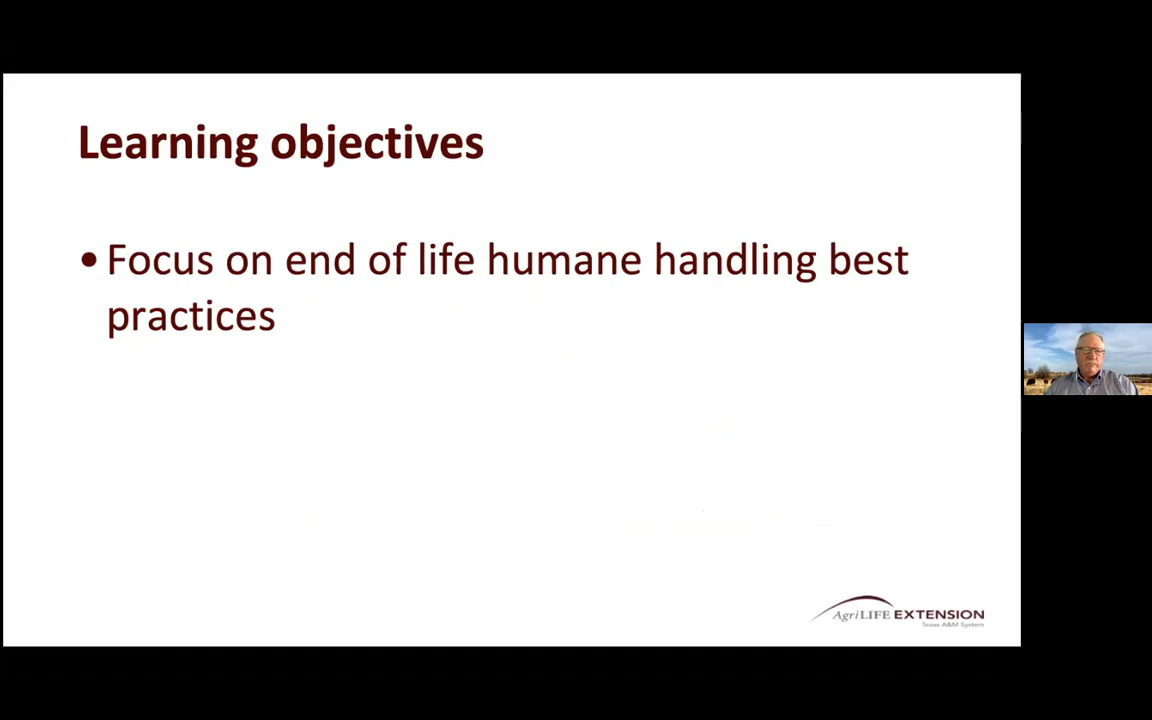 Learning objectives
• Focus on end of life humane handling best
practices
AgriLIFE EXTENSION
Texas A&M System